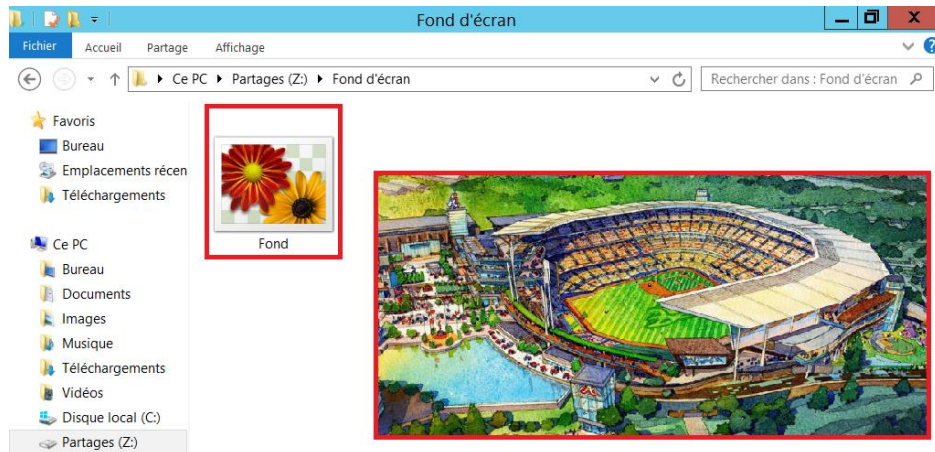 Fond d'écran
Fichier Accueil Partage Affichage
Ce PC Partages (Z:) Fond d'écran Rechercher dans : Fond d'écran
Favoris
Bureau
Emplacements récen
Téléchargements
Fond
Ce PC
Bureau
Documents
Images
Musique
Téléchargements
Vidéos
Disque local (C:)
Partages (Z:)